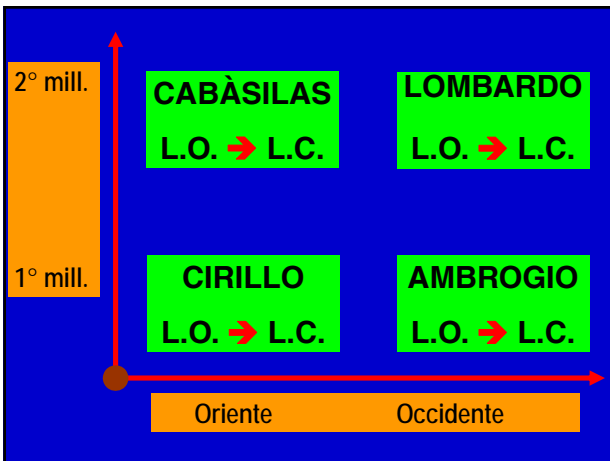 2° mill.
CABÀSILAS
L.O. ➔ L.C.
LOMBARDO
L.O. ➔ L.C.
1° mill.
CIRILLO
L.O. ➔ L.C.
AMBROGIO
L.O. ➔ L.C.
Oriente Occidente